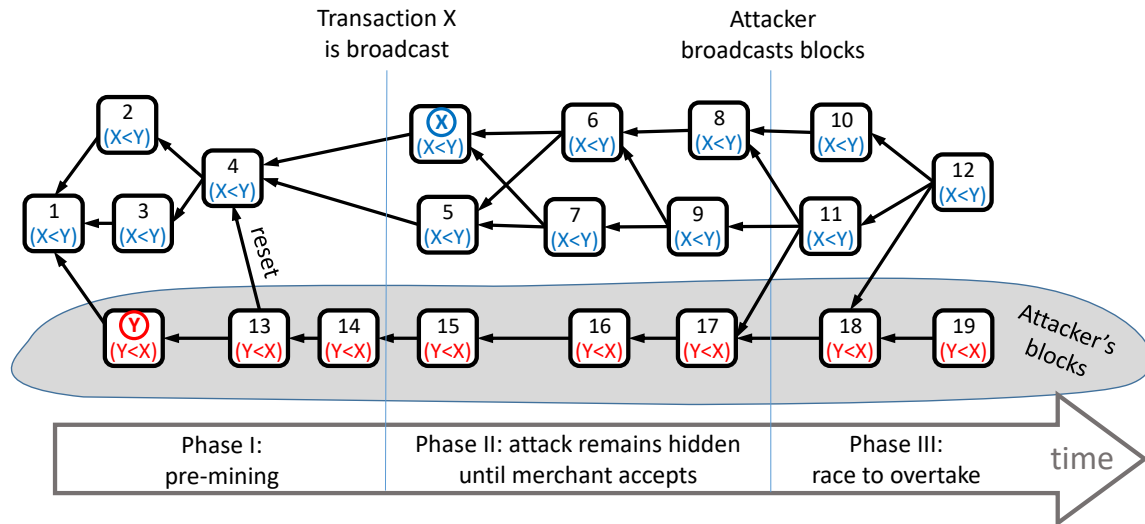 Transaction X
is broadcast
Attacker
broadcasts blocks
2
(X<Y)
X
(X<Y)
6
(X<Y)
8
(X<Y)
10
(X<Y)
4
(X<Y)
12
(X<Y)
1
(X<Y)
3
(X<Y)
5
(X<Y)
7
(X<Y)
9
(X<Y)
11
(X<Y)
reset
Y
(Y<X)
13
(Y<X)
14
(Y<X)
15
(Y<X)
16
(Y<X)
17
(Y<X)
18
(Y<X)
19
(Y<X)
Attacker's
blocks
Phase I:
pre-mining
Phase II: attack remains hidden
until merchant accepts
Phase III:
race to overtake
time